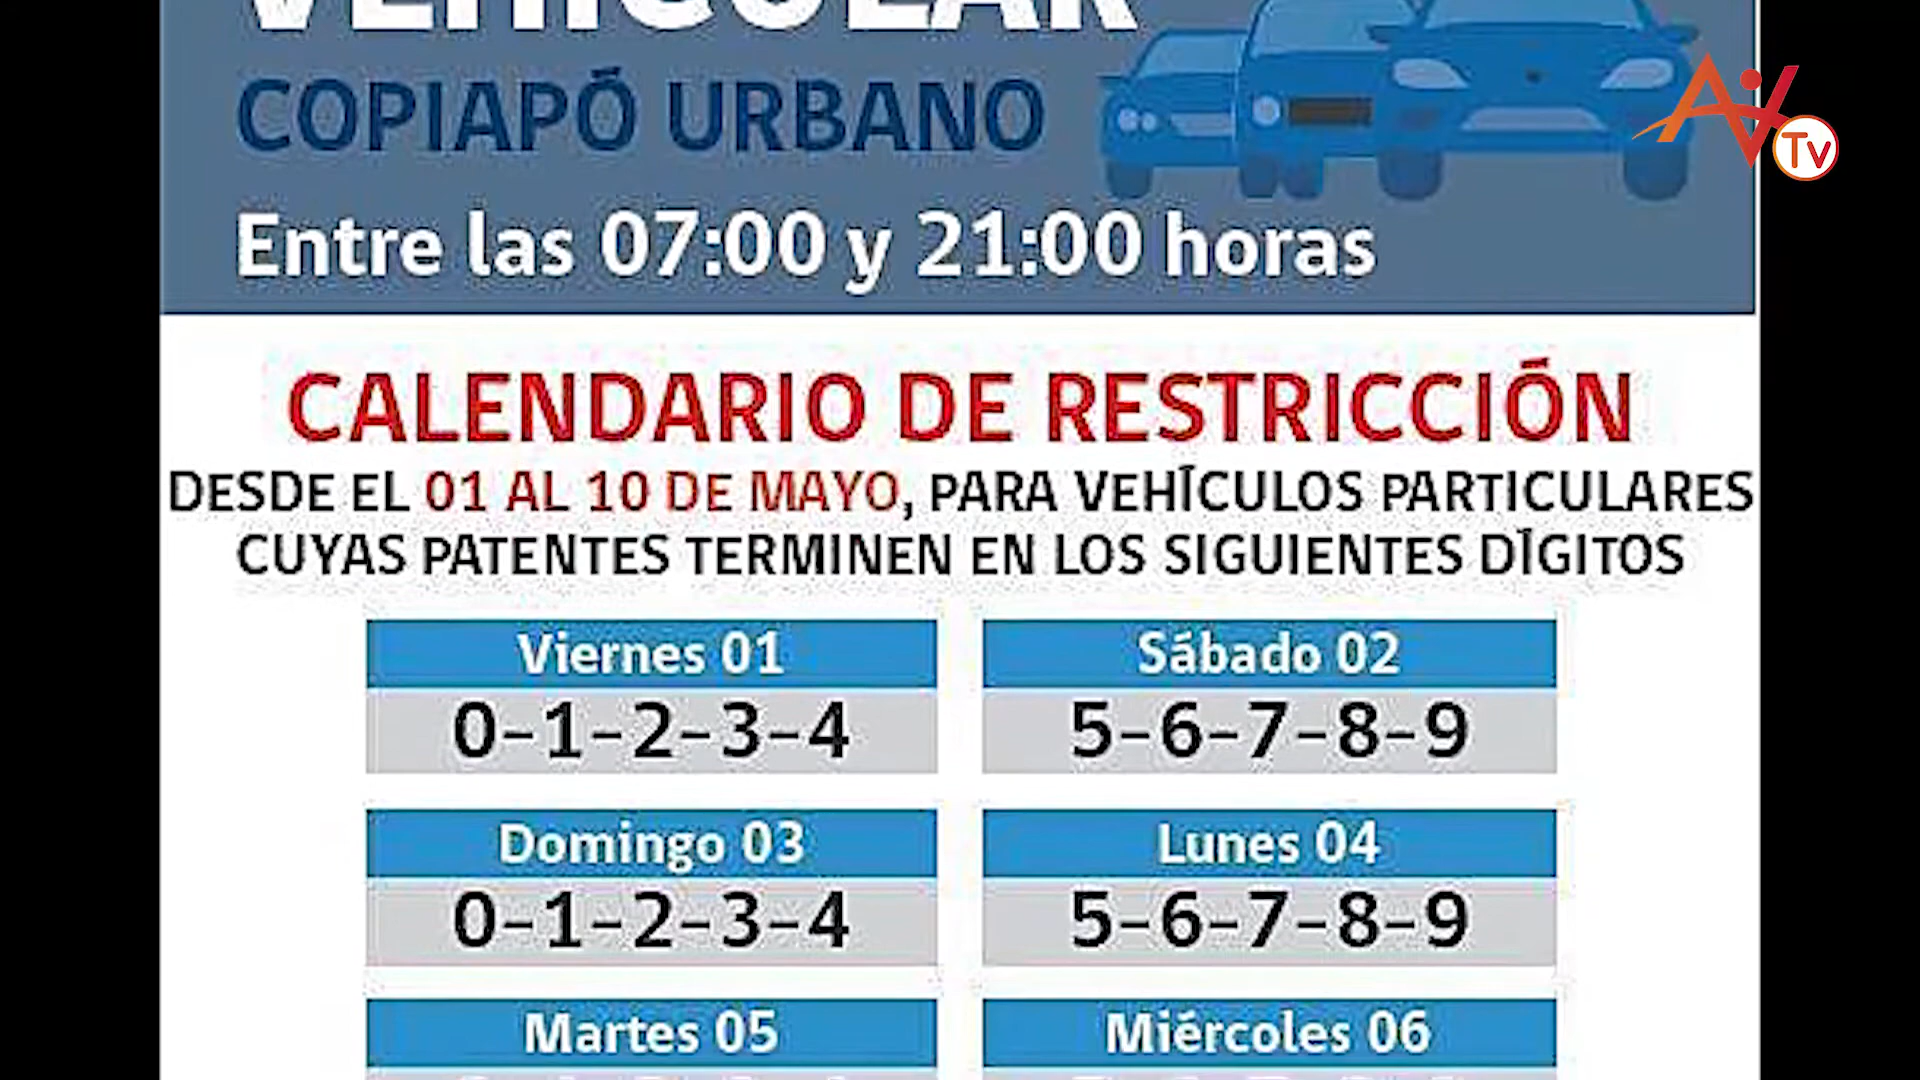 VEHICULAR
COPIAPÓ URBANO
Entre las 07:00 y 21:00 horas
CALENDARIO DE RESTRICCIÓN
DESDE EL 01 AL 10 DE MAYO, PARA VEHÍCULOS PARTICULARES
CUYAS PATENTES TERMINEN EN LOS SIGUIENTES DÍGITOS
Viernes 01 Sábado 02
0-1-2-3-4 5-6-7-8-9
Domingo 03 Lunes 04
0-1-2-3-4 5-6-7-8-9
Martes 05 Miércoles 06
Tv